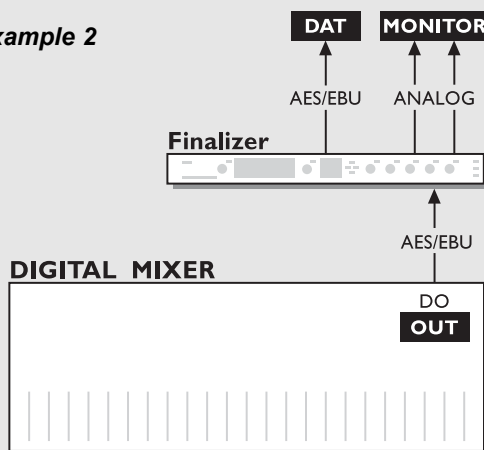 xample 2
DAT MONITOR
AES/EBU ANALOG
Finalizer
AES/EBU
DIGITAL MIXER
DO
OUT